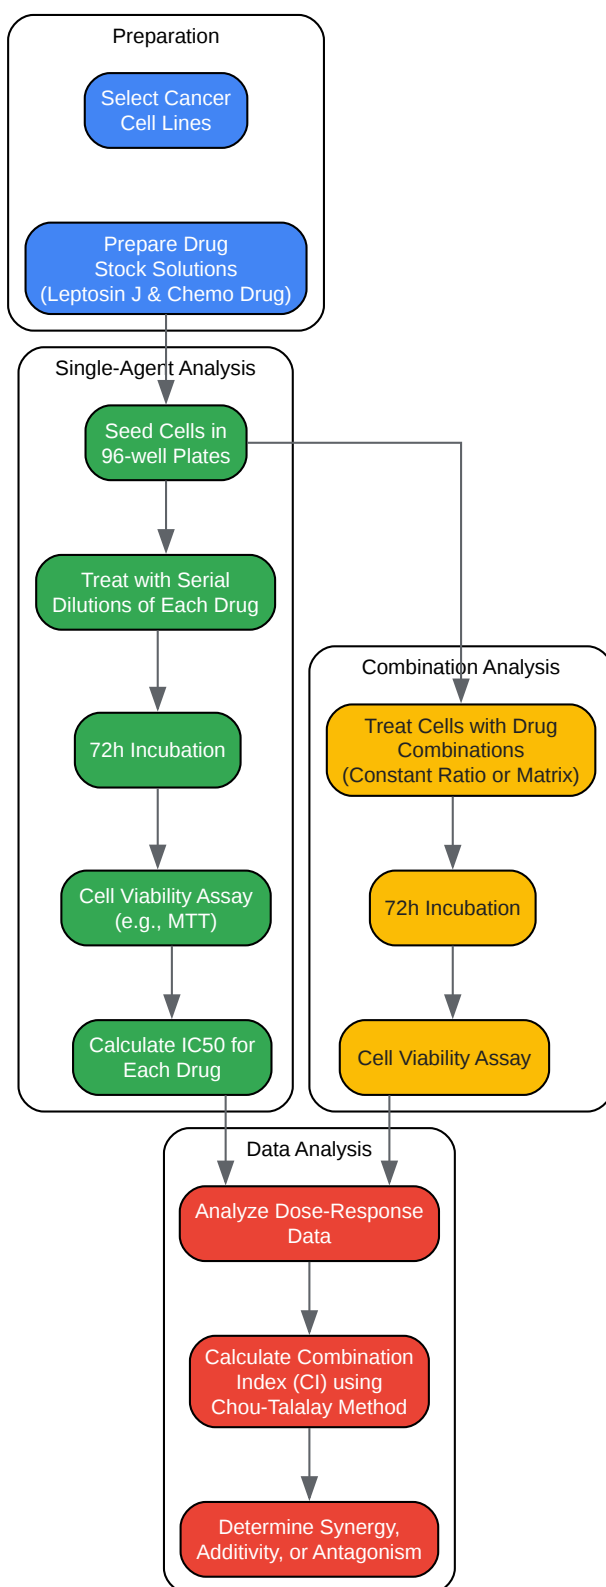 Preparation
Select Cancer
Cell Lines
Prepare Drug
Stock Solutions
(Leptosin J & Chemo Drug)
Single-Agent Analysis
Seed Cells in
96-well Plates
Treat with Serial
Dilutions of Each Drug
72h Incubation
Cell Viability Assay
(e.g., MTT)
Calculate IC50 for
Each Drug
Combination Analysis
Treat Cells with Drug
Combinations
(Constant Ratio or Matrix)
72h Incubation
Cell Viability Assay
Data Analysis
Analyze Dose-Response
Data
Calculate Combination
Index (CI) using
Chou-Talalay Method
Determine Synergy,
Additivity, or Antagonism